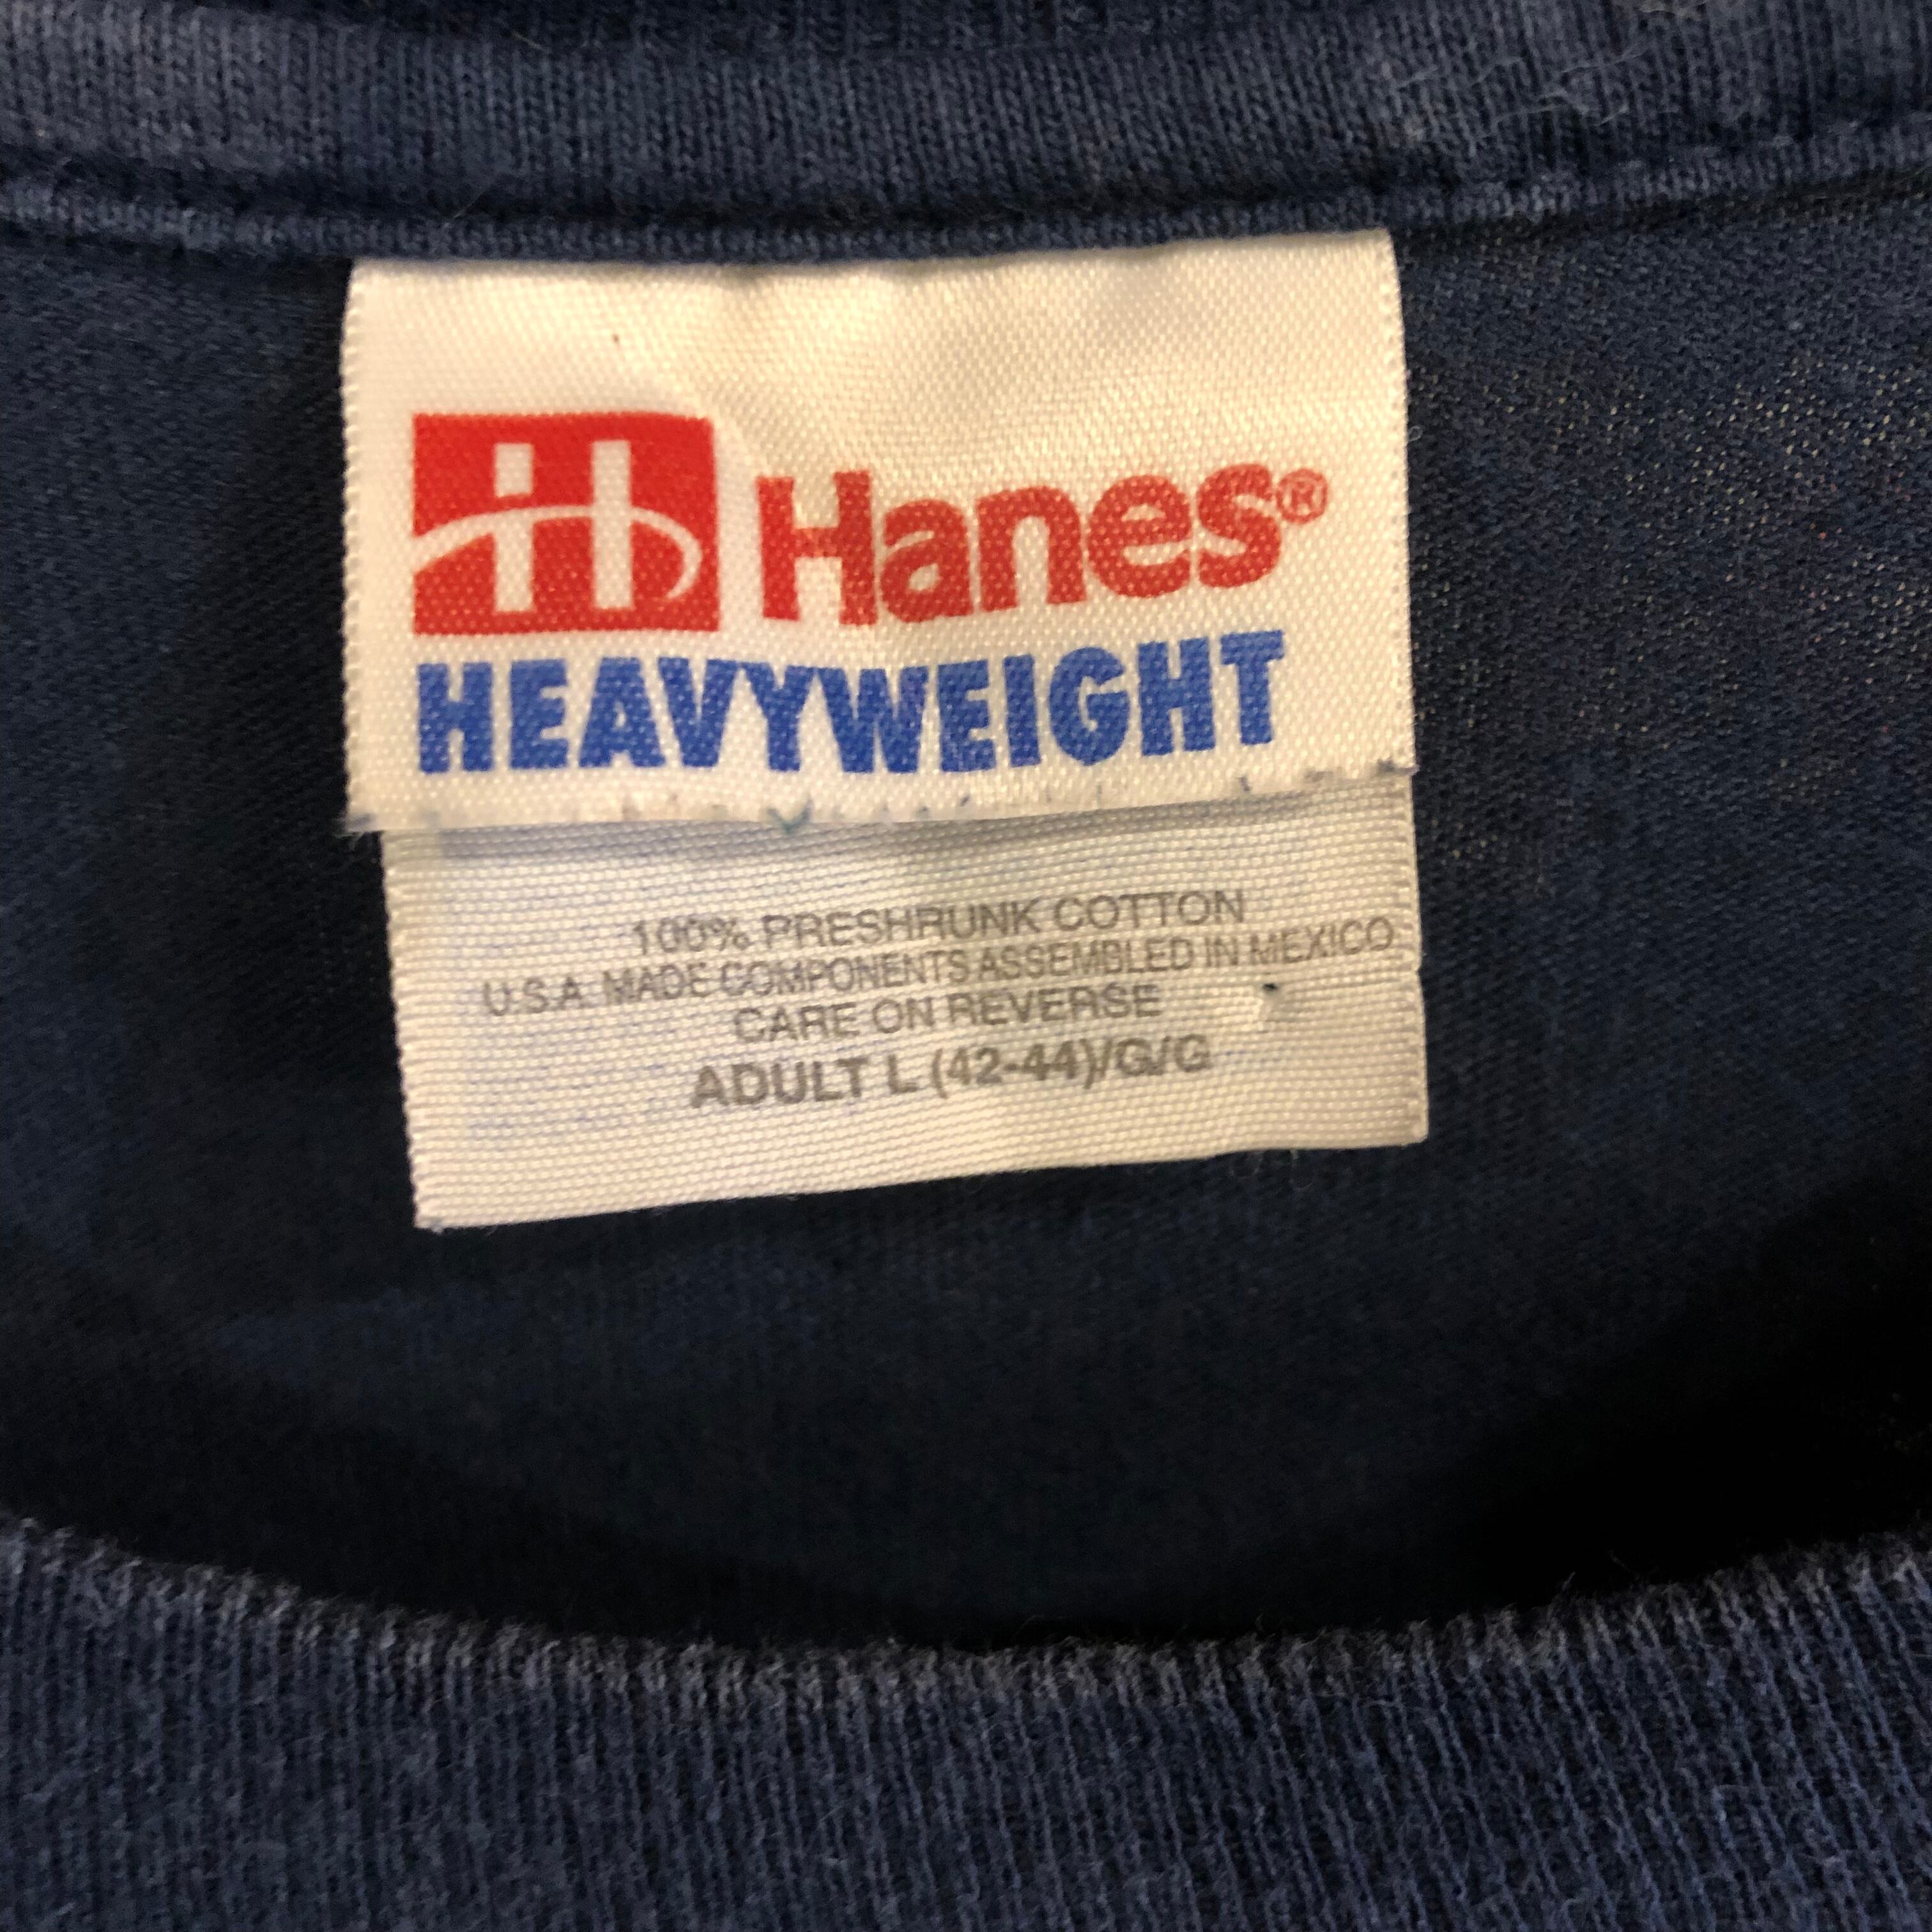 H Hanes®
HEAVYWEIGHT
100% PRESHRUNK COTTON
U.S.A. MADE COMPONENTS ASSEMBLED IN MEXICO
CARE ON REVERSE
ADULT L (42-44)/G/G